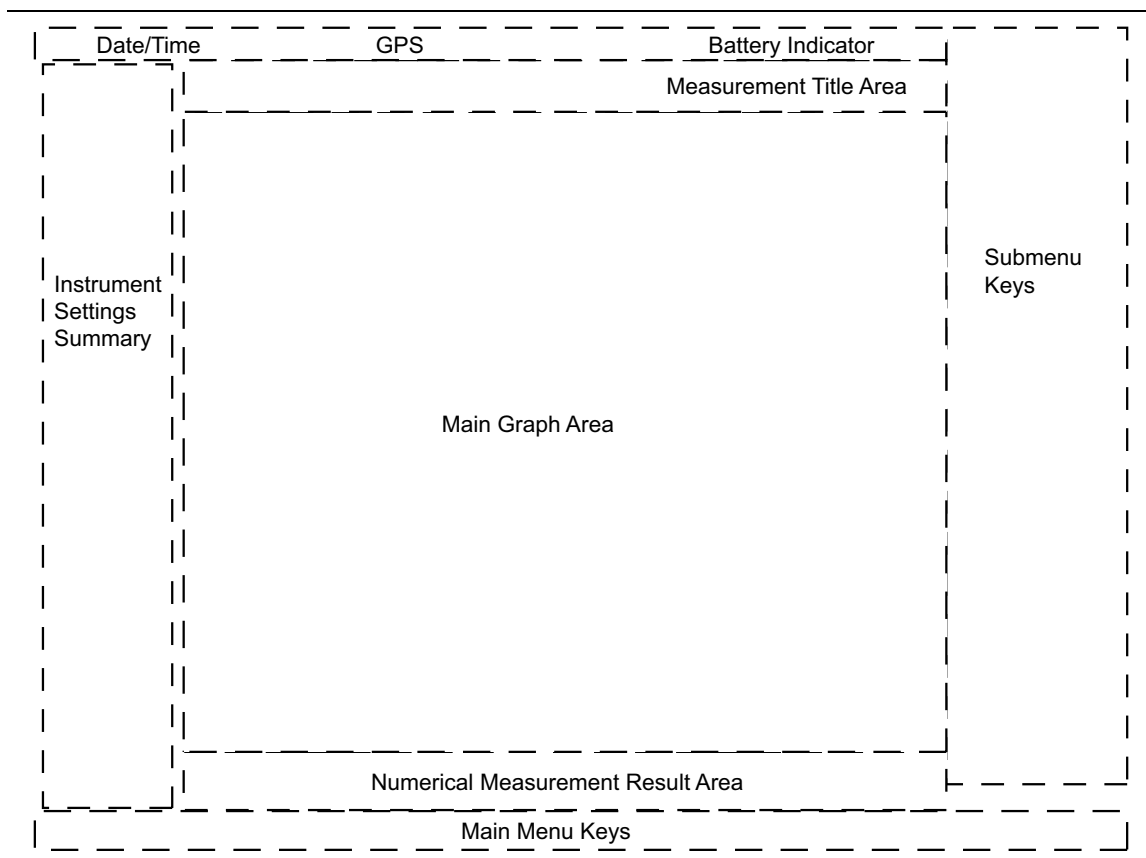 Date/Time GPS Battery Indicator
Measurement Title Area
Instrument
Settings
Summary
Submenu
Keys
Main Graph Area
Numerical Measurement Result Area
Main Menu Keys